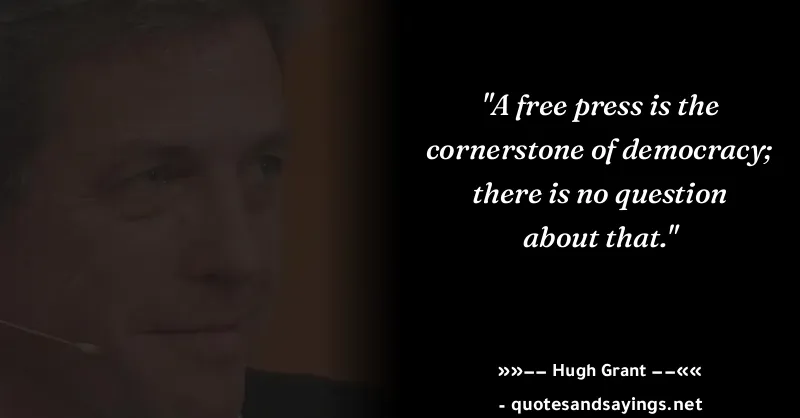 "A free press is the
cornerstone of democracy;
there is no question
about that."
»»−− Hugh Grant −−««
- quotesandsayings.net